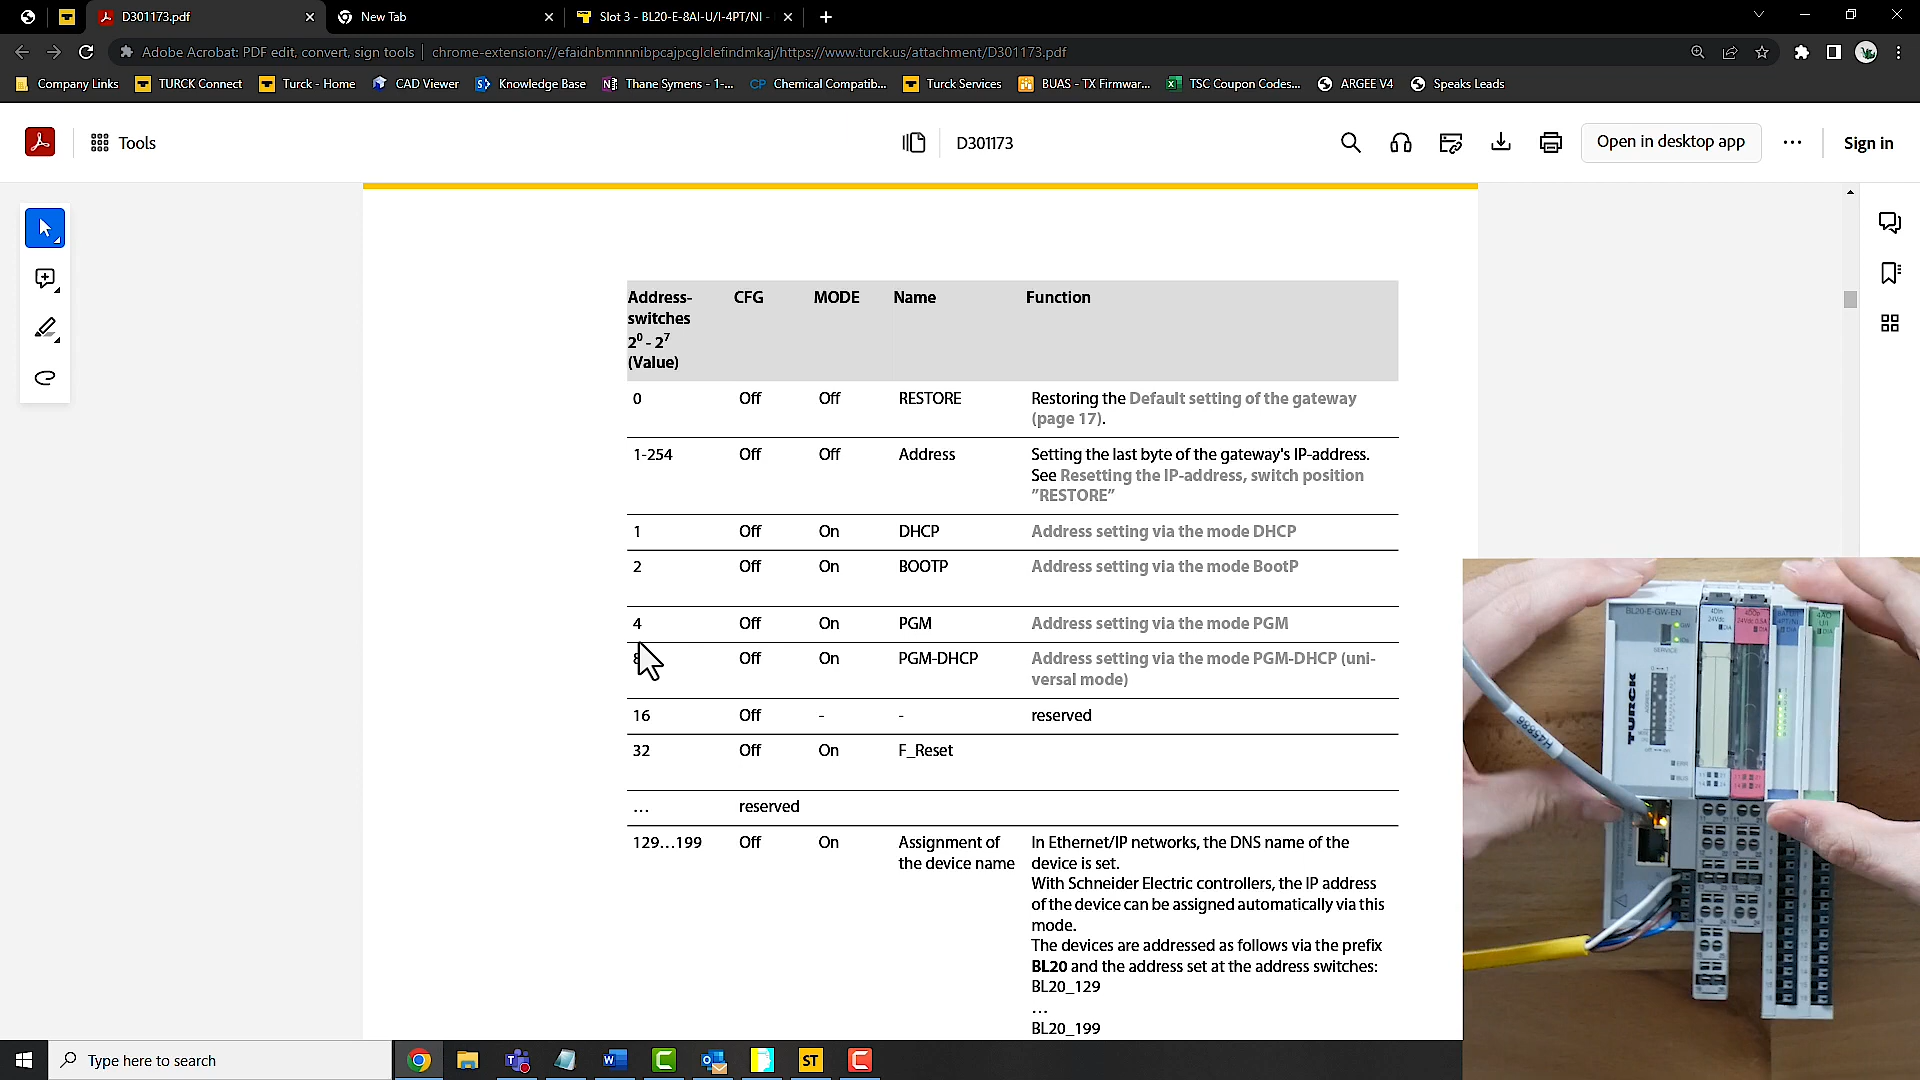 D301173.pdf
New Tab
Slot 3 - BL20-E-8AI-U/I-4PT/NI -
Adobe Acrobat: PDF edit, convert, sign tools
chrome-extension://efaidnbmnnnibpcajpcglclefindmkaj/https://www.turck.us/attachment/D301173.pdf
Company Links
TURCK Connect
Turck - Home
CAD Viewer
Knowledge Base
Thane Symens - 1-...
CP Chemical Compatib...
Turck Services
BUAS - TX Firmwar...
TSC Coupon Codes...
ARGEE V4
Speaks Leads
Tools
D301173
Open in desktop app
Sign in
Address-
switches
2⁰ - 2⁷
(Value)
CFG
MODE
Name
Function
0 Off Off RESTORE Restoring the Default setting of the gateway
(page 17).
1-254 Off Off Address Setting the last byte of the gateway's IP-address.
See Resetting the IP-address, switch position
"RESTORE"
1 Off On DHCP Address setting via the mode DHCP
2 Off On BOOTP Address setting via the mode BootP
4 Off On PGM Address setting via the mode PGM
8 Off On PGM-DHCP Address setting via the mode PGM-DHCP (uni-
versal mode)
16 Off - - reserved
32 Off On F_Reset
... reserved
129...199 Off On Assignment of
the device name
In Ethernet/IP networks, the DNS name of the
device is set.
With Schneider Electric controllers, the IP address
of the device can be assigned automatically via this
mode.
The devices are addressed as follows via the prefix
BL20 and the address set at the address switches:
BL20_129
...
BL20_199
BL20-E-GW-EN
SERVICE
TURCK
H45886
Type here to search
ST